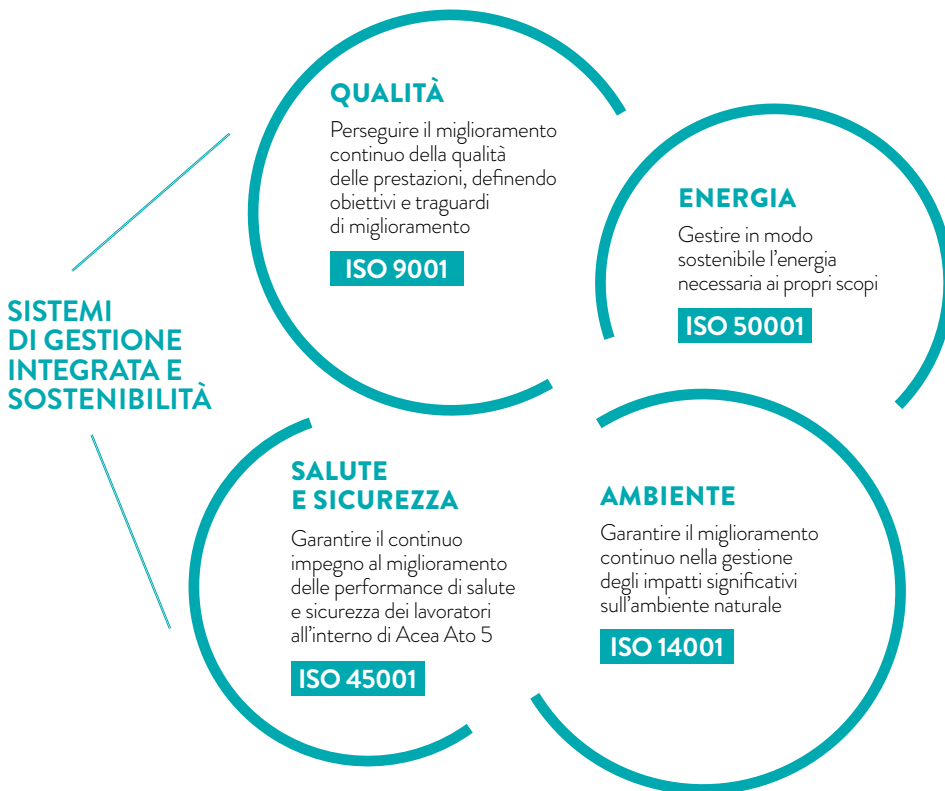 SISTEMI
DI GESTIONE
INTEGRATA E
SOSTENIBILITÀ
QUALITÀ
Perseguire il miglioramento
continuo della qualità
delle prestazioni, definendo
obiettivi e traguardi
di miglioramento
ISO 9001
ENERGIA
Gestire in modo
sostenibile l'energia
necessaria ai propri scopi
ISO 50001
SALUTE
E SICUREZZA
Garantire il continuo
impegno al miglioramento
delle performance di salute
e sicurezza dei lavoratori
all'interno di Acea Ato 5
ISO 45001
AMBIENTE
Garantire il miglioramento
continuo nella gestione
degli impatti significativi
sull'ambiente naturale
ISO 14001